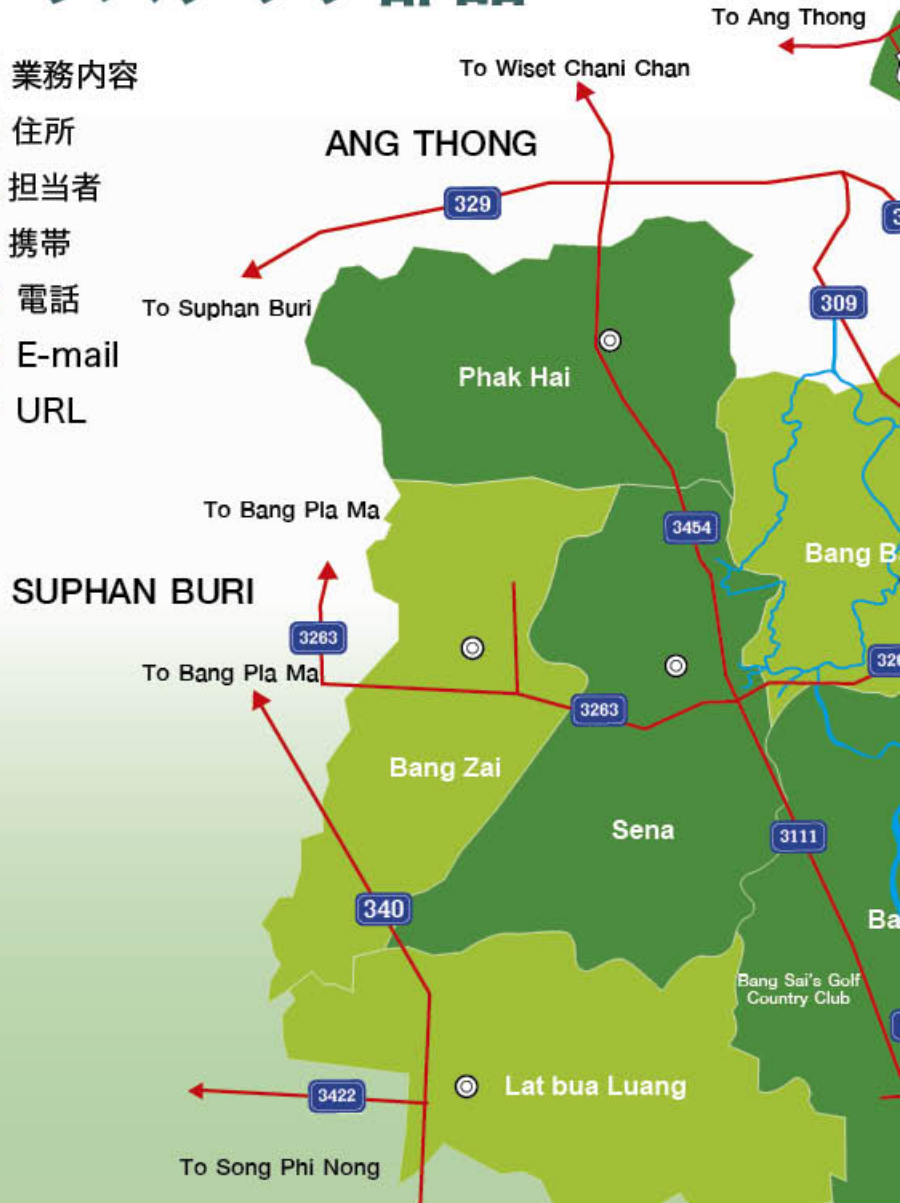 To Ang Thong
業務内容
To Wiset Chani Chan
住所
ANG THONG
担当者
329
携帯
電話
To Suphan Buri
309
E-mail
Phak Hai
URL
To Bang Pla Ma
3454
Bang B
SUPHAN BURI
3263
To Bang Pla Ma
3263
Bang Zai
Sena
3111
340
Ba
Bang Sai's Golf
Country Club
Lat bua Luang
3422
To Song Phi Nong